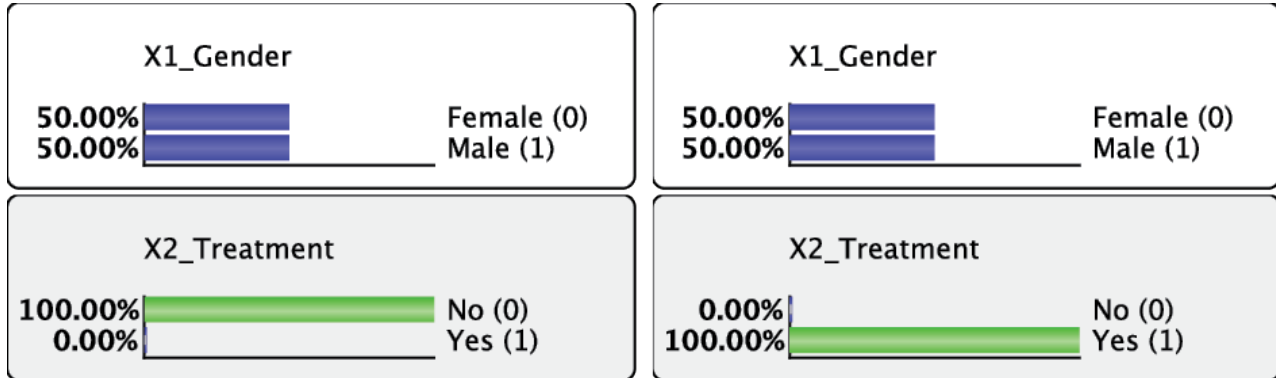 X1_Gender
50.00% Female (0)
50.00% Male (1)
X2_Treatment
100.00% No (0)
0.00% Yes (1)
X1_Gender
50.00% Female (0)
50.00% Male (1)
X2_Treatment
0.00% No (0)
100.00% Yes (1)